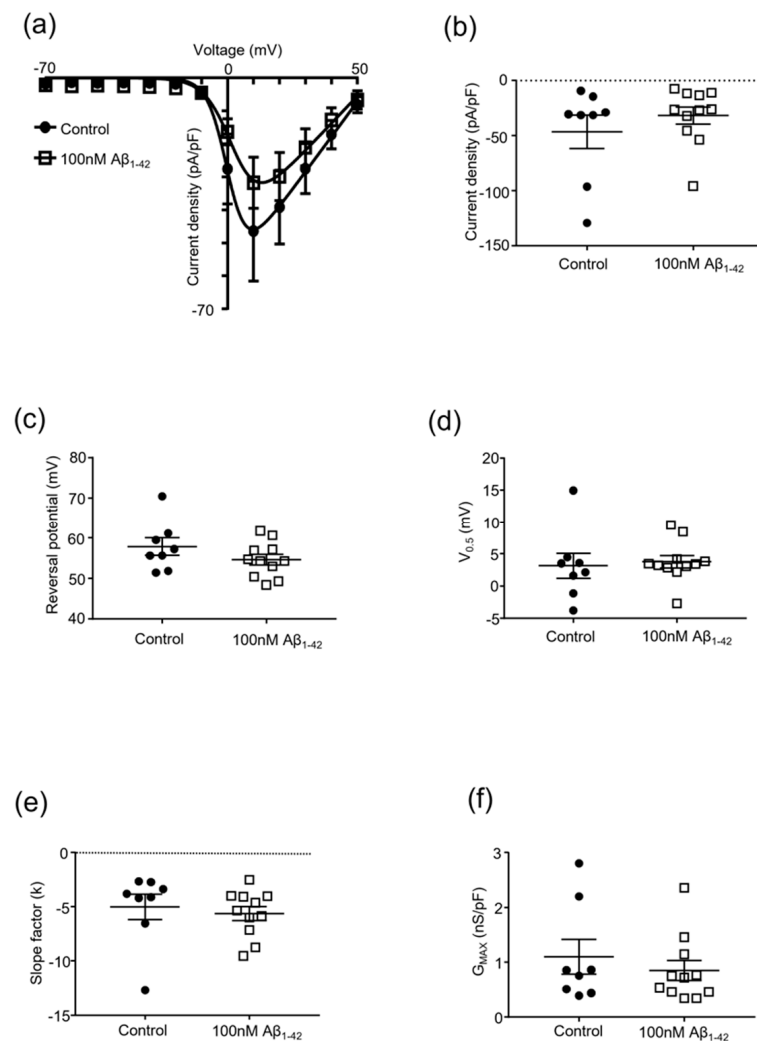 (a)
Voltage (mV)
-70 0 50
Control
100nM Aβ1-42
Current density (pA/pF)
-70
(b)
0
-50
-100
-150
Current density (pA/pF)
Control 100nM Aβ1-42
(c)
80
70
60
50
40
Reversal potential (mV)
Control 100nM Aβ1-42
(d)
20
15
10
5
0
-5
V0.5 (mV)
Control 100nM Aβ1-42
(e)
0
-5
-10
-15
Slope factor (k)
Control 100nM Aβ1-42
(f)
3
2
1
0
GMAX (nS/pF)
Control 100nM Aβ1-42